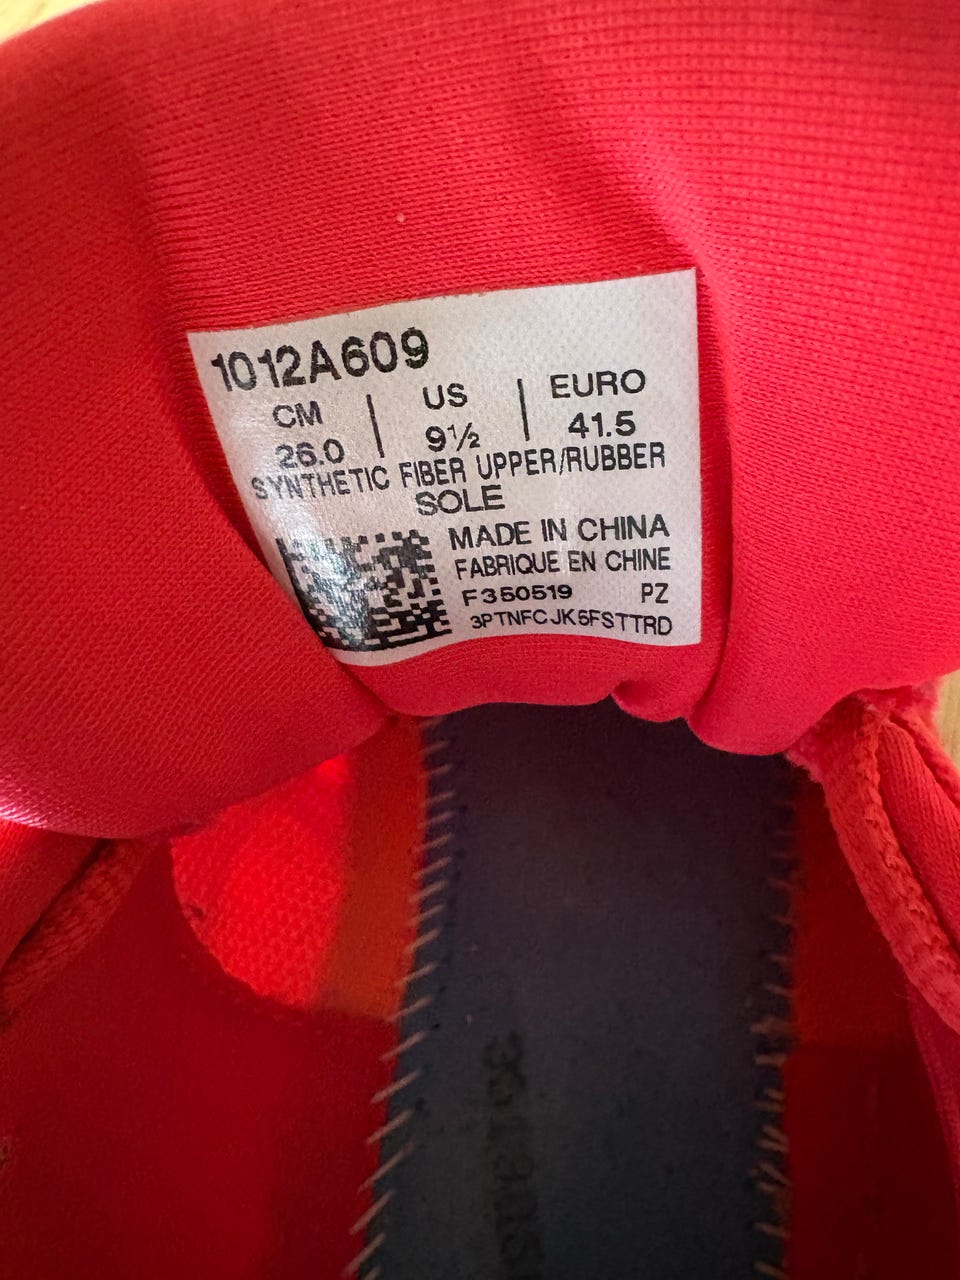 1012A609
CM | US | EURO
26.0 | 9½ | 41.5
SYNTHETIC FIBER UPPER/RUBBER
SOLE
MADE IN CHINA
FABRIQUE EN CHINE
F350519 PZ
3PTNFCJK5FSTTRD